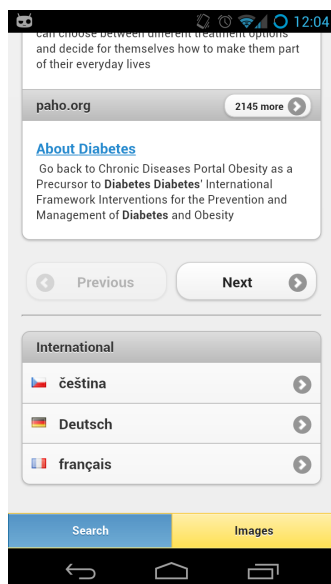 12:04
can choose between different treatment options
and decide for themselves how to make them part
of their everyday lives
paho.org
2145 more
About Diabetes
Go back to Chronic Diseases Portal Obesity as a
Precursor to Diabetes Diabetes' International
Framework Interventions for the Prevention and
Management of Diabetes and Obesity
Previous
Next
International
čeština
Deutsch
français
Search
Images